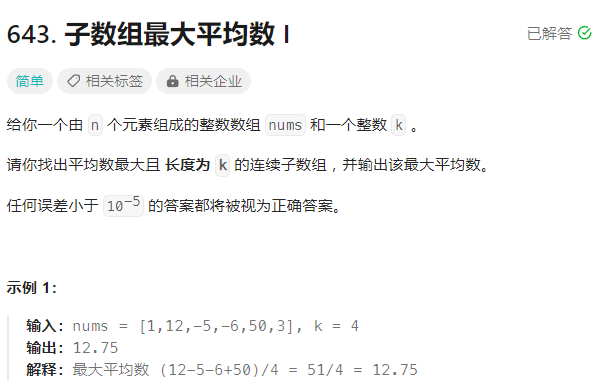 643. 子数组最大平均数 I
已解答
简单 相关标签 相关企业
给你一个由 n 个元素组成的整数数组 nums 和一个整数 k 。
请你找出平均数最大且 长度为 k 的连续子数组，并输出该最大平均数。
任何误差小于 10⁻⁵ 的答案都将被视为正确答案。
示例 1：
输入：nums = [1,12,-5,-6,50,3], k = 4
输出：12.75
解释：最大平均数 (12-5-6+50)/4 = 51/4 = 12.75